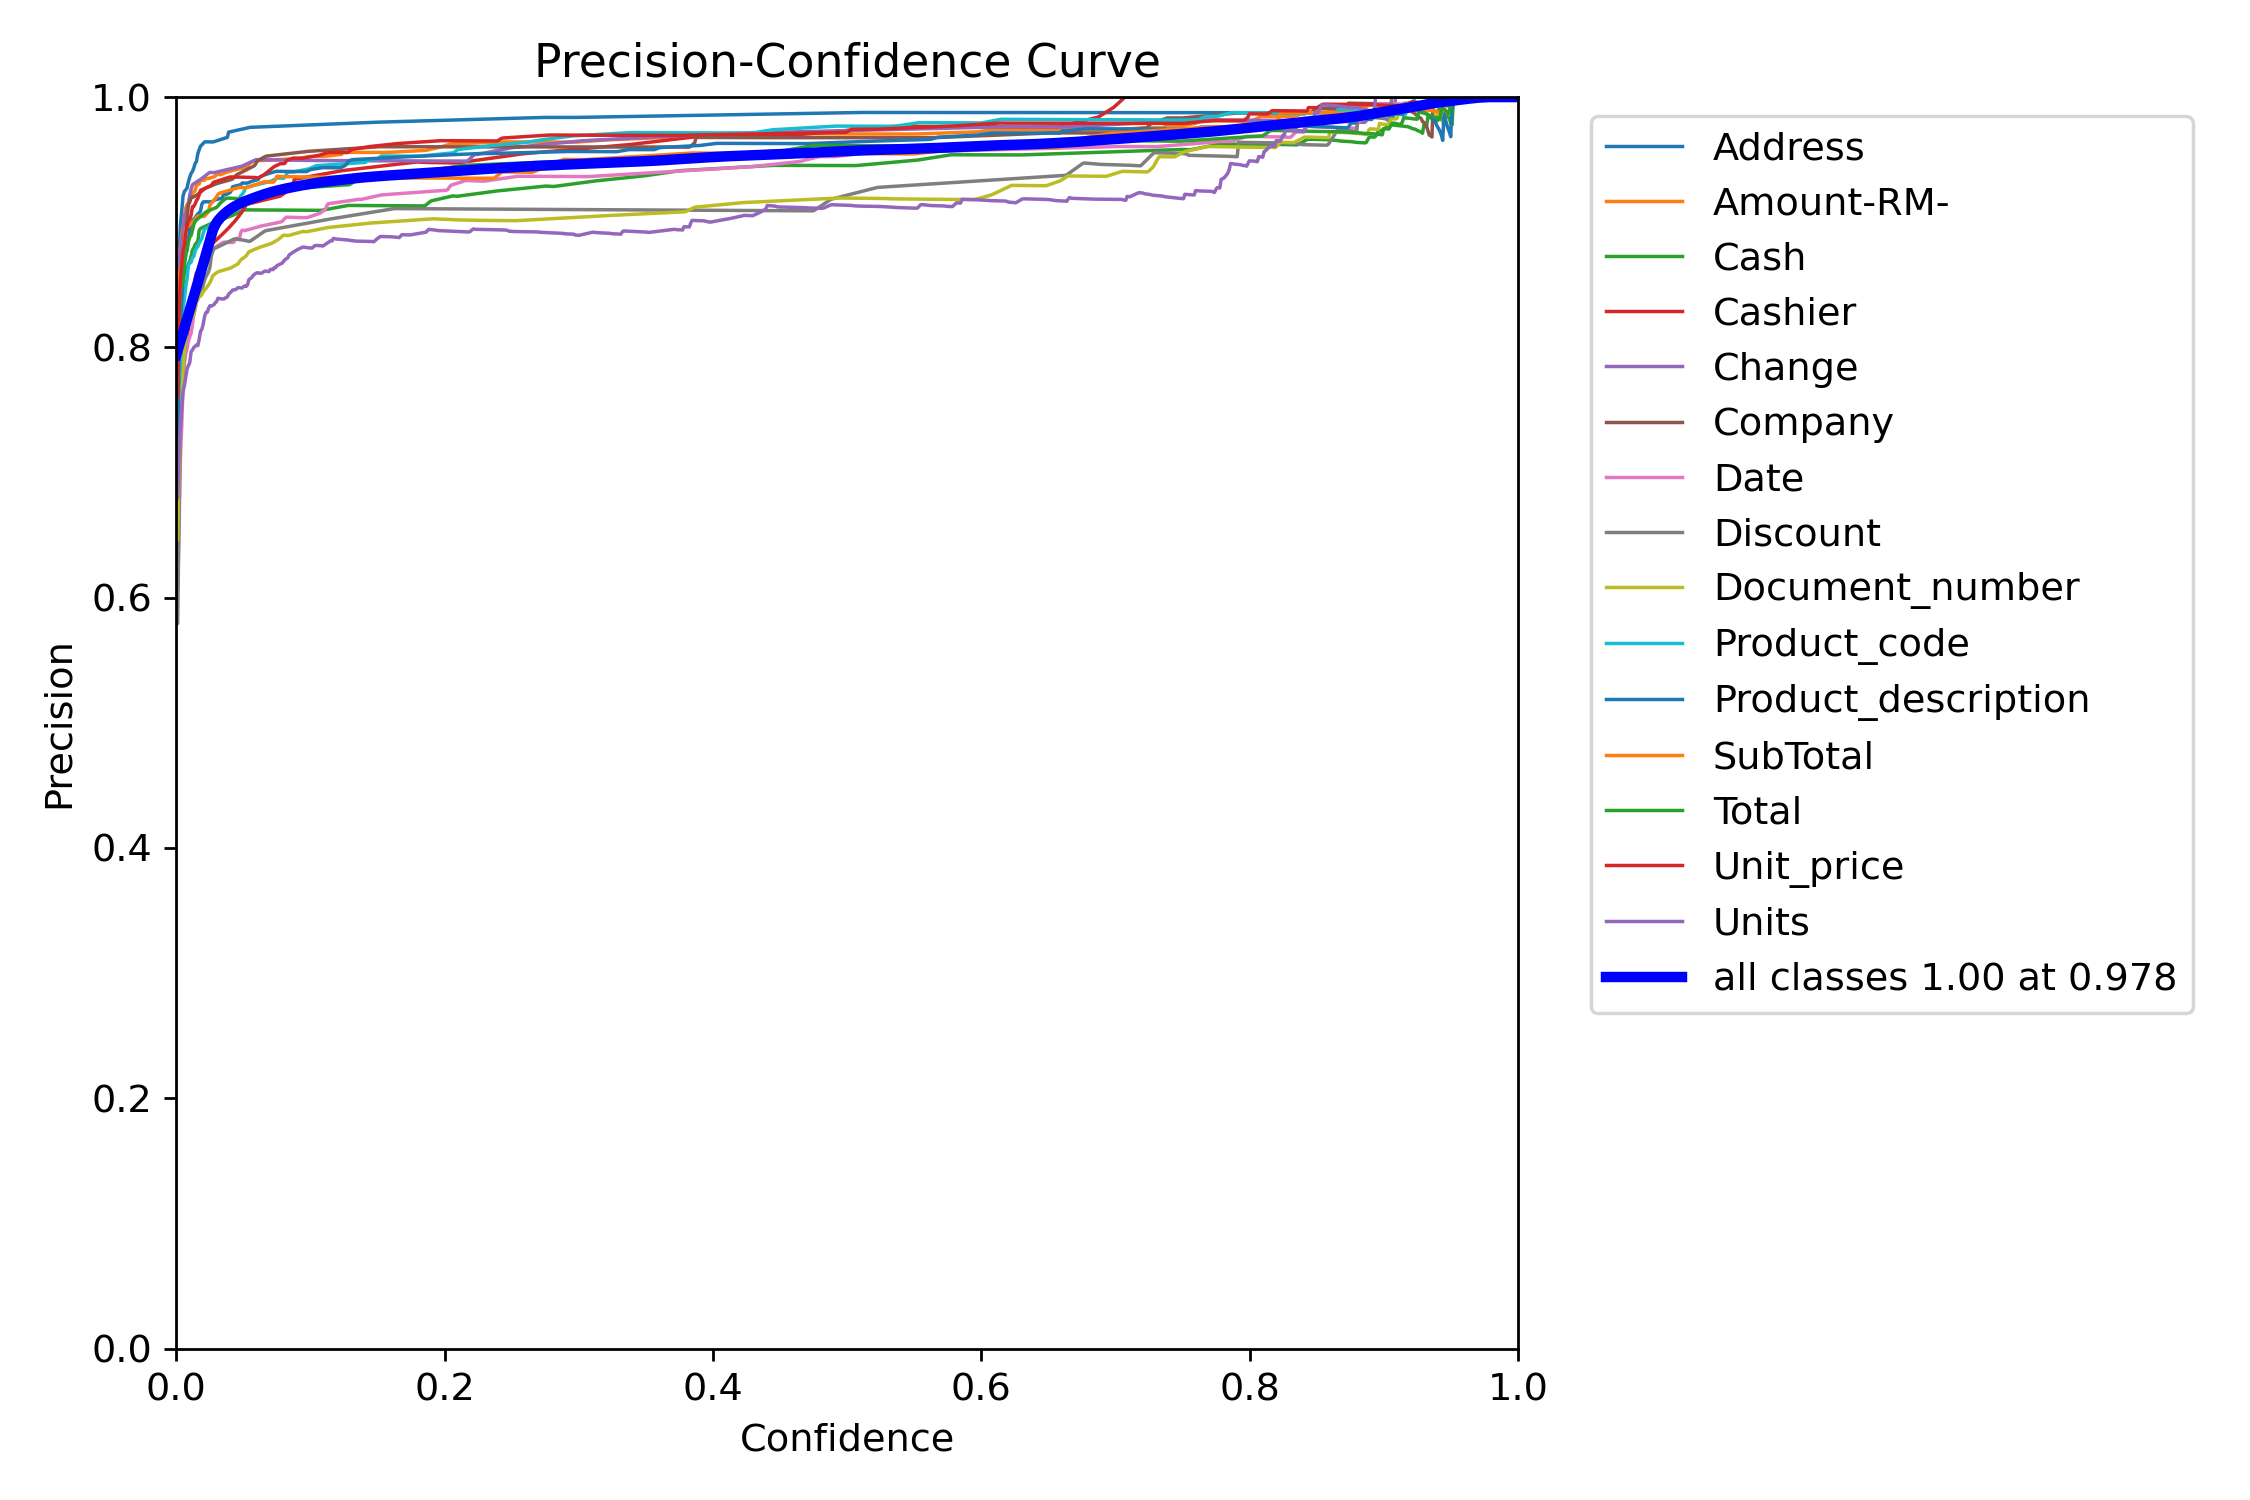 Precision-Confidence Curve
1.0
0.8
0.6
0.4
0.2
0.0
Precision
0.0 0.2 0.4 0.6 0.8 1.0
Confidence
Address
Amount-RM-
Cash
Cashier
Change
Company
Date
Discount
Document_number
Product_code
Product_description
SubTotal
Total
Unit_price
Units
all classes 1.00 at 0.978